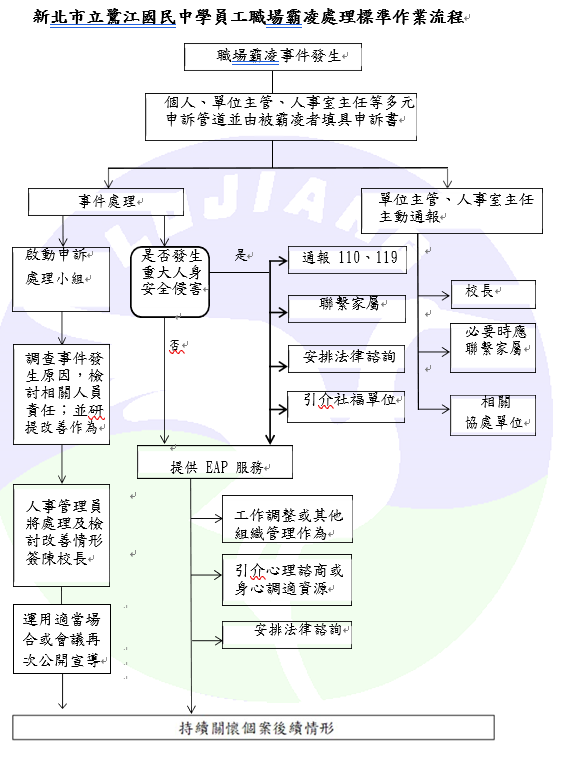 新北市立鷺江國民中學員工職場霸凌處理標準作業流程
職場霸凌事件發生
個人、單位主管、人事室主任等多元
申訴管道並由被霸凌者填具申訴書
事件處理
單位主管、人事室主任
主動通報
啟動申訴
處理小組
是否發生
重大人身
安全侵害
是
否
通報 110、119
聯繫家屬
安排法律諮詢
引介社福單位
校長
必要時應
聯繫家屬
相關
協處單位
調查事件發
生原因，檢
討相關人員
責任；並研
提改善作為
提供 EAP 服務
人事管理員
將處理及檢
討改善情形
簽陳校長
工作調整或其他
組織管理作為
引介心理諮商或
身心調適資源
安排法律諮詢
運用適當場
合或會議再
次公開宣導
持續關懷個案後續情形
LUJIANG